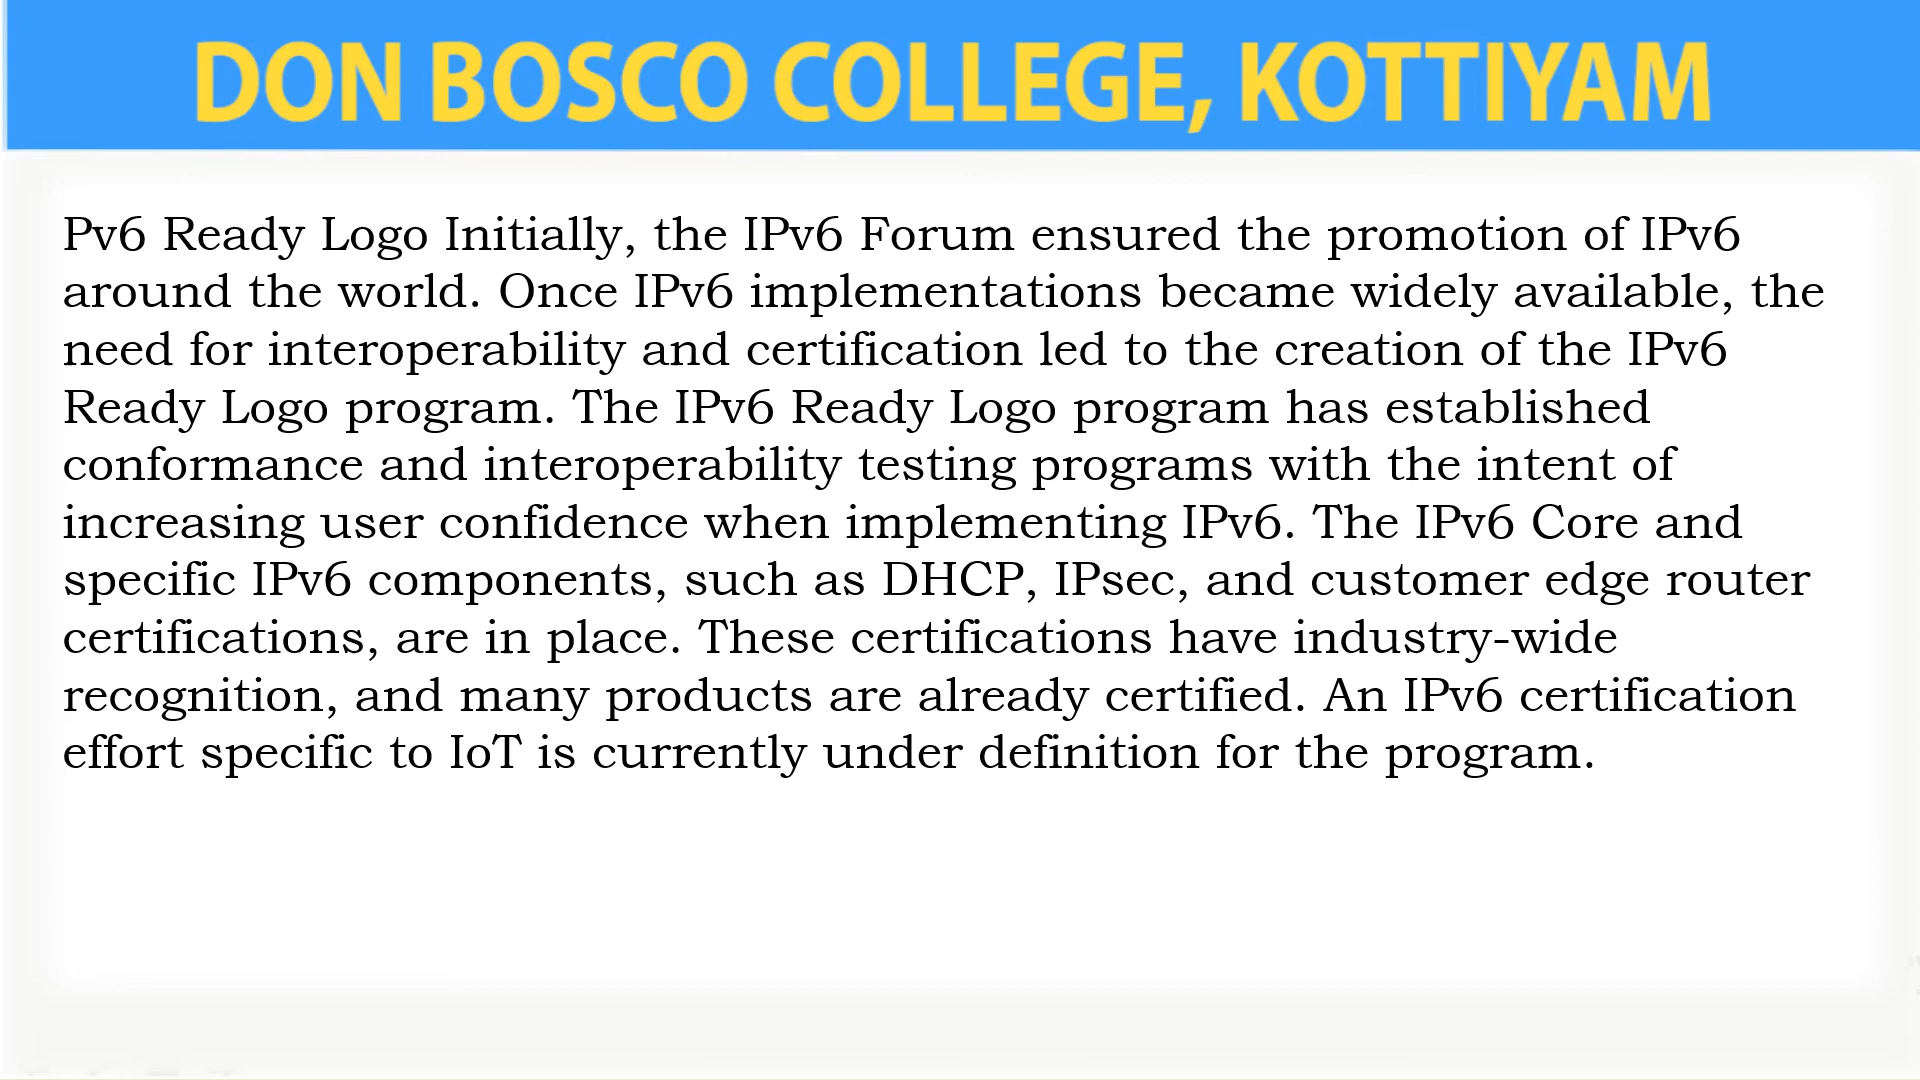 DON BOSCO COLLEGE, KOTTIYAM
Pv6 Ready Logo Initially, the IPv6 Forum ensured the promotion of IPv6
around the world. Once IPv6 implementations became widely available, the
need for interoperability and certification led to the creation of the IPv6
Ready Logo program. The IPv6 Ready Logo program has established
conformance and interoperability testing programs with the intent of
increasing user confidence when implementing IPv6. The IPv6 Core and
specific IPv6 components, such as DHCP, IPsec, and customer edge router
certifications, are in place. These certifications have industry-wide
recognition, and many products are already certified. An IPv6 certification
effort specific to IoT is currently under definition for the program.